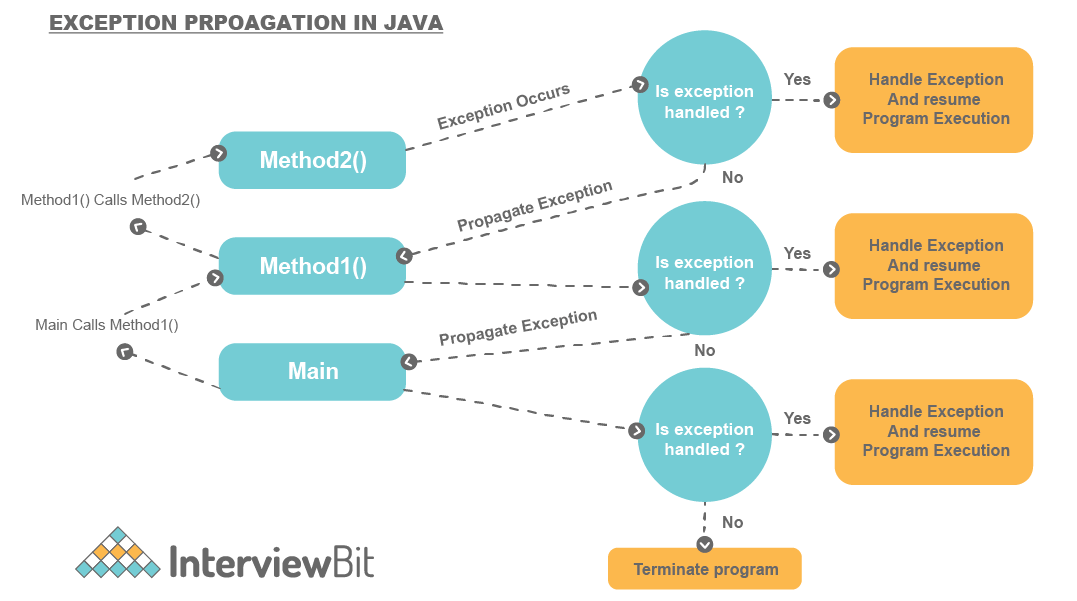 EXCEPTION PRPOAGATION IN JAVA
Exception Occurs
Is exception
handled ?
Yes
Handle Exception
And resume
Program Execution
Method2()
No
Method1() Calls Method2()
Propagate Exception
Method1()
Is exception
handled ?
Yes
Handle Exception
And resume
Program Execution
Main Calls Method1()
Propagate Exception
No
Main
Is exception
handled ?
Yes
Handle Exception
And resume
Program Execution
No
Terminate program
InterviewBit